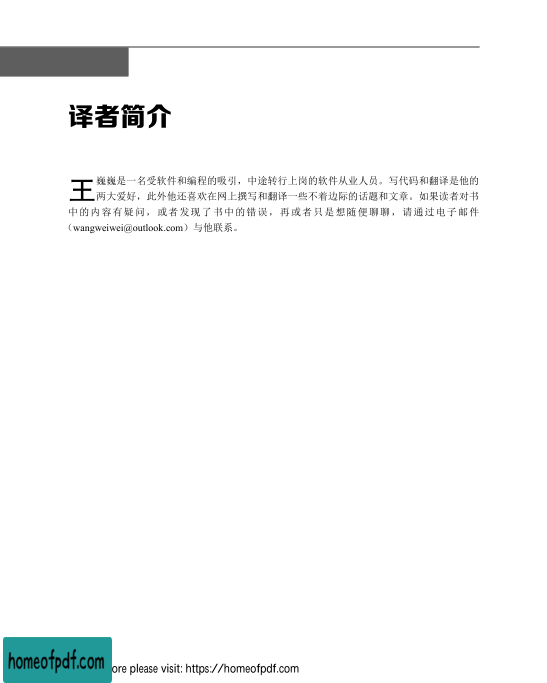 译者简介
王巍巍是一名受软件和编程的吸引，中途转行上岗的软件从业人员。写代码和翻译是他的
两大爱好，此外他还喜欢在网上撰写和翻译一些不着边际的话题和文章。如果读者对书
中的内容有疑问，或者发现了书中的错误，再或者只是想随便聊聊，请通过电子邮件
（wangweiwei@outlook.com）与他联系。
homeofpdf.com
ore please visit: https://homeofpdf.com